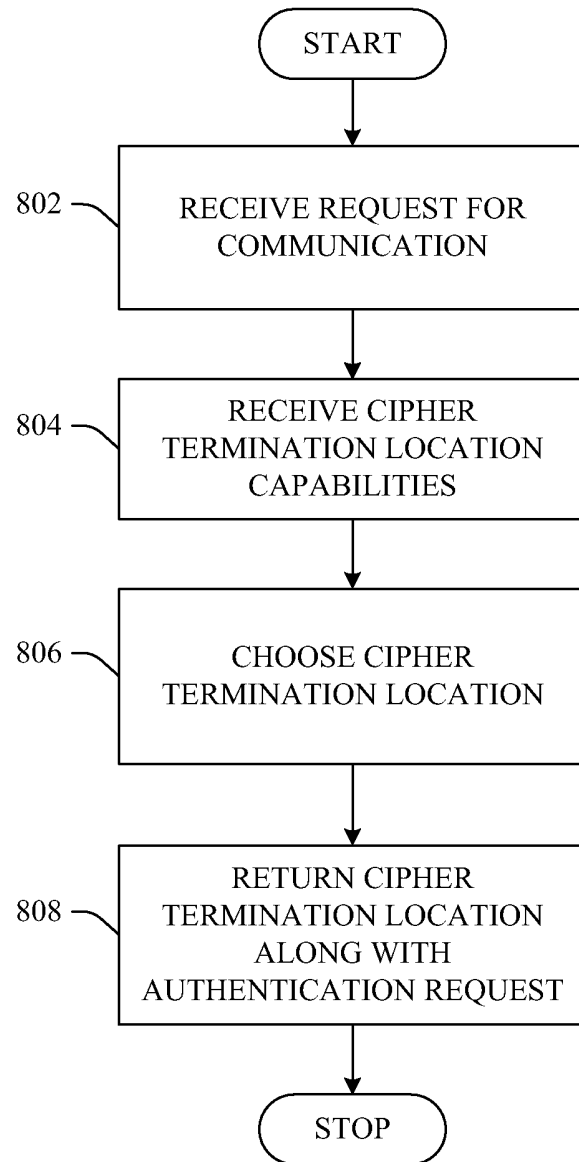 START
802
RECEIVE REQUEST FOR
COMMUNICATION
804
RECEIVE CIPHER
TERMINATION LOCATION
CAPABILITIES
806
CHOOSE CIPHER
TERMINATION LOCATION
808
RETURN CIPHER
TERMINATION LOCATION
ALONG WITH
AUTHENTICATION REQUEST
STOP